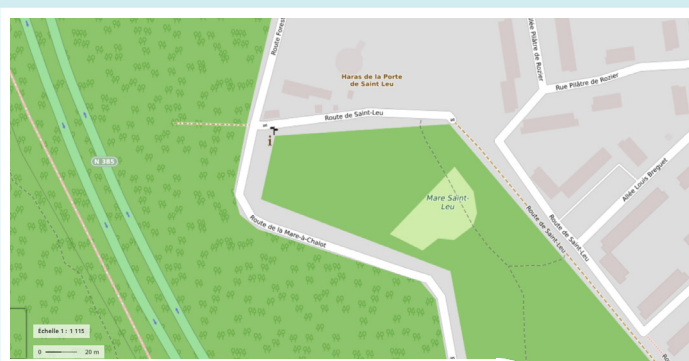 Route Forest
Allée Pilâtre de Rozier
Haras de la Porte
de Saint Leu
Rue Pilâtre de Rozier
Route de Saint-Leu
N 385
Mare Saint-
Leu
Allée Louis Breguet
Route de la Mare-à-Chalot
Route de Saint-Leu
Route de Saint-Leu
Échelle 1 : 1 115
0 20 m
Ro